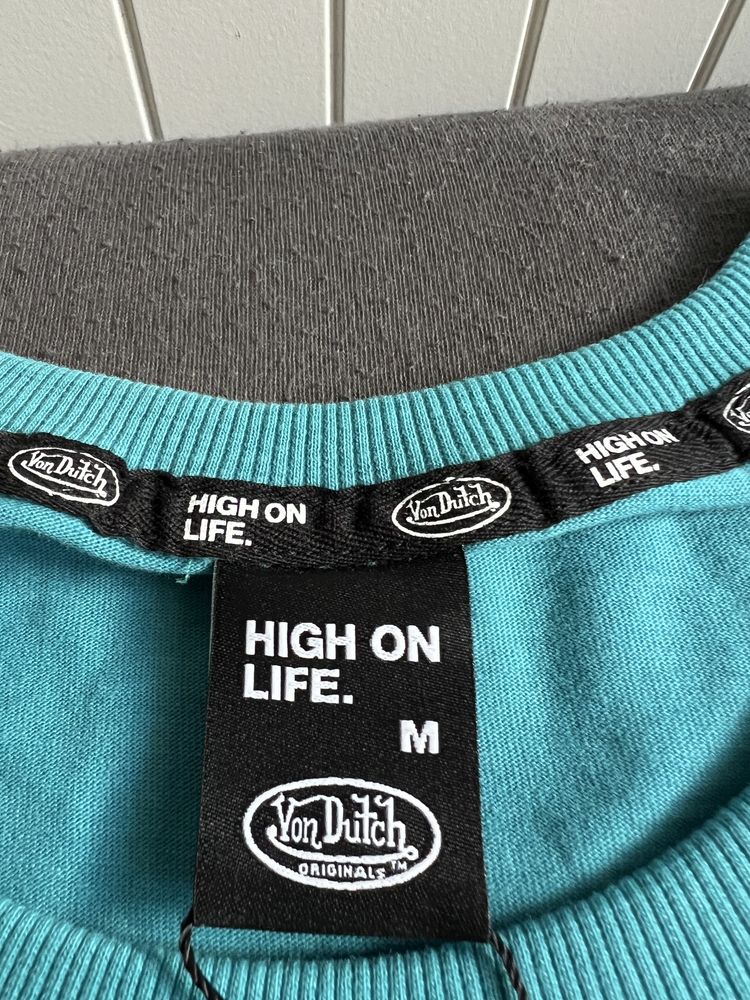 Von Dutch
HIGH ON
LIFE.
Von Dutch
HIGH ON
LIFE.
HIGH ON
LIFE.
M
Von Dutch
ORIGINALS™